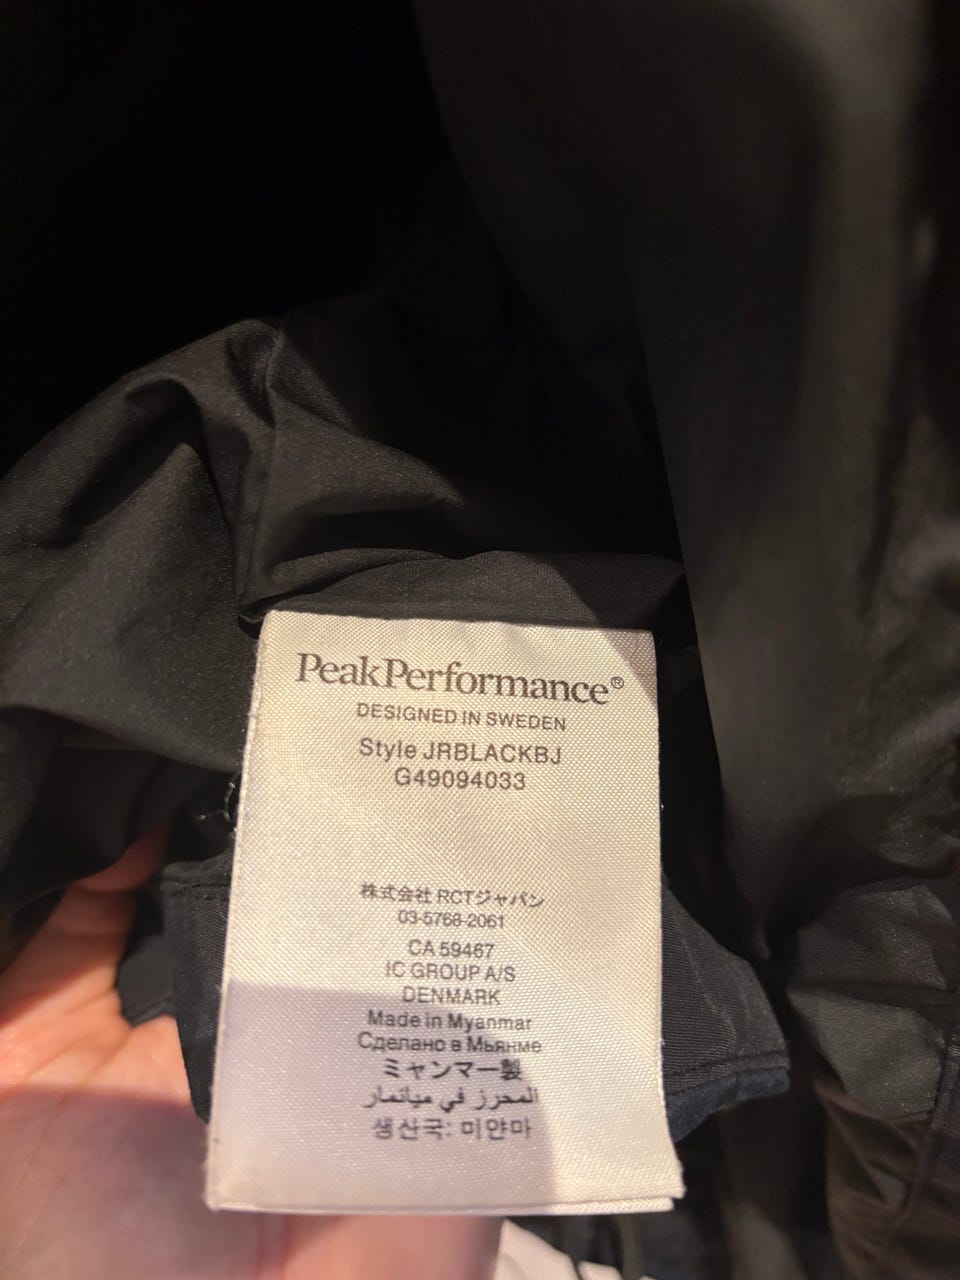 PeakPerformance®
DESIGNED IN SWEDEN
Style JRBLACKBJ
G49094033
株式会社 RCTジャパン
03-5768-2061
CA 59467
IC GROUP A/S
DENMARK
Made in Myanmar
Сделано в Мьянме
ミャンマー製
المحرز في ميانمار
생산국: 미얀마